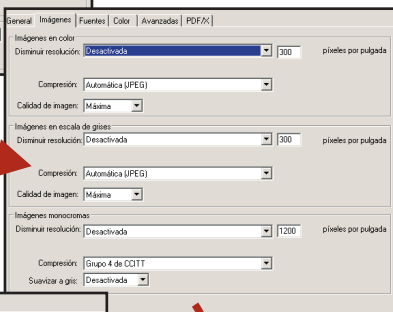 General Imágenes Fuentes Color Avanzadas PDF/X
Imágenes en color
Disminuir resolución: Desactivada 300 píxeles por pulgada
Compresión: Automática (JPEG)
Calidad de imagen: Máxima
Imágenes en escala de grises
Disminuir resolución: Desactivada 300 píxeles por pulgada
Compresión: Automática (JPEG)
Calidad de imagen: Máxima
Imágenes monocromas
Disminuir resolución: Desactivada 1200 píxeles por pulgada
Compresión: Grupo 4 de CCITT
Suavizar a gris: Desactivada